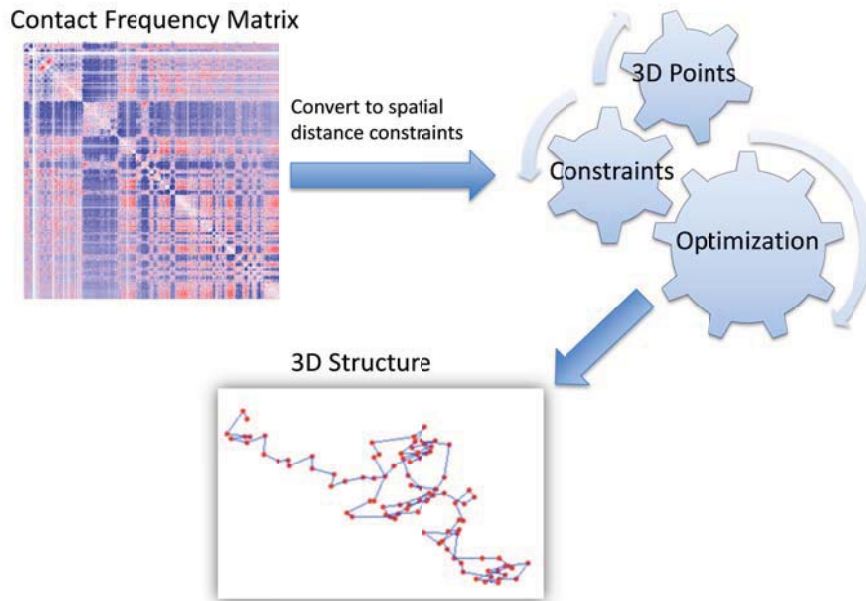 Contact Frequency Matrix
Convert to spatial
distance constraints
3D Points
Constraints
Optimization
3D Structure